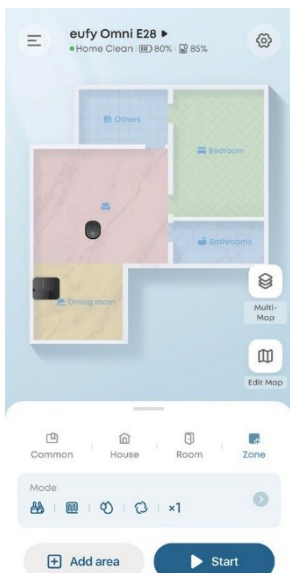 eufy Omni E28
Home Clean 80% 85%
Others
Bedroom
Bathrooms
Dining room
Multi-
Map
Edit Map
Common House Room Zone
Mode
×1
Add area Start